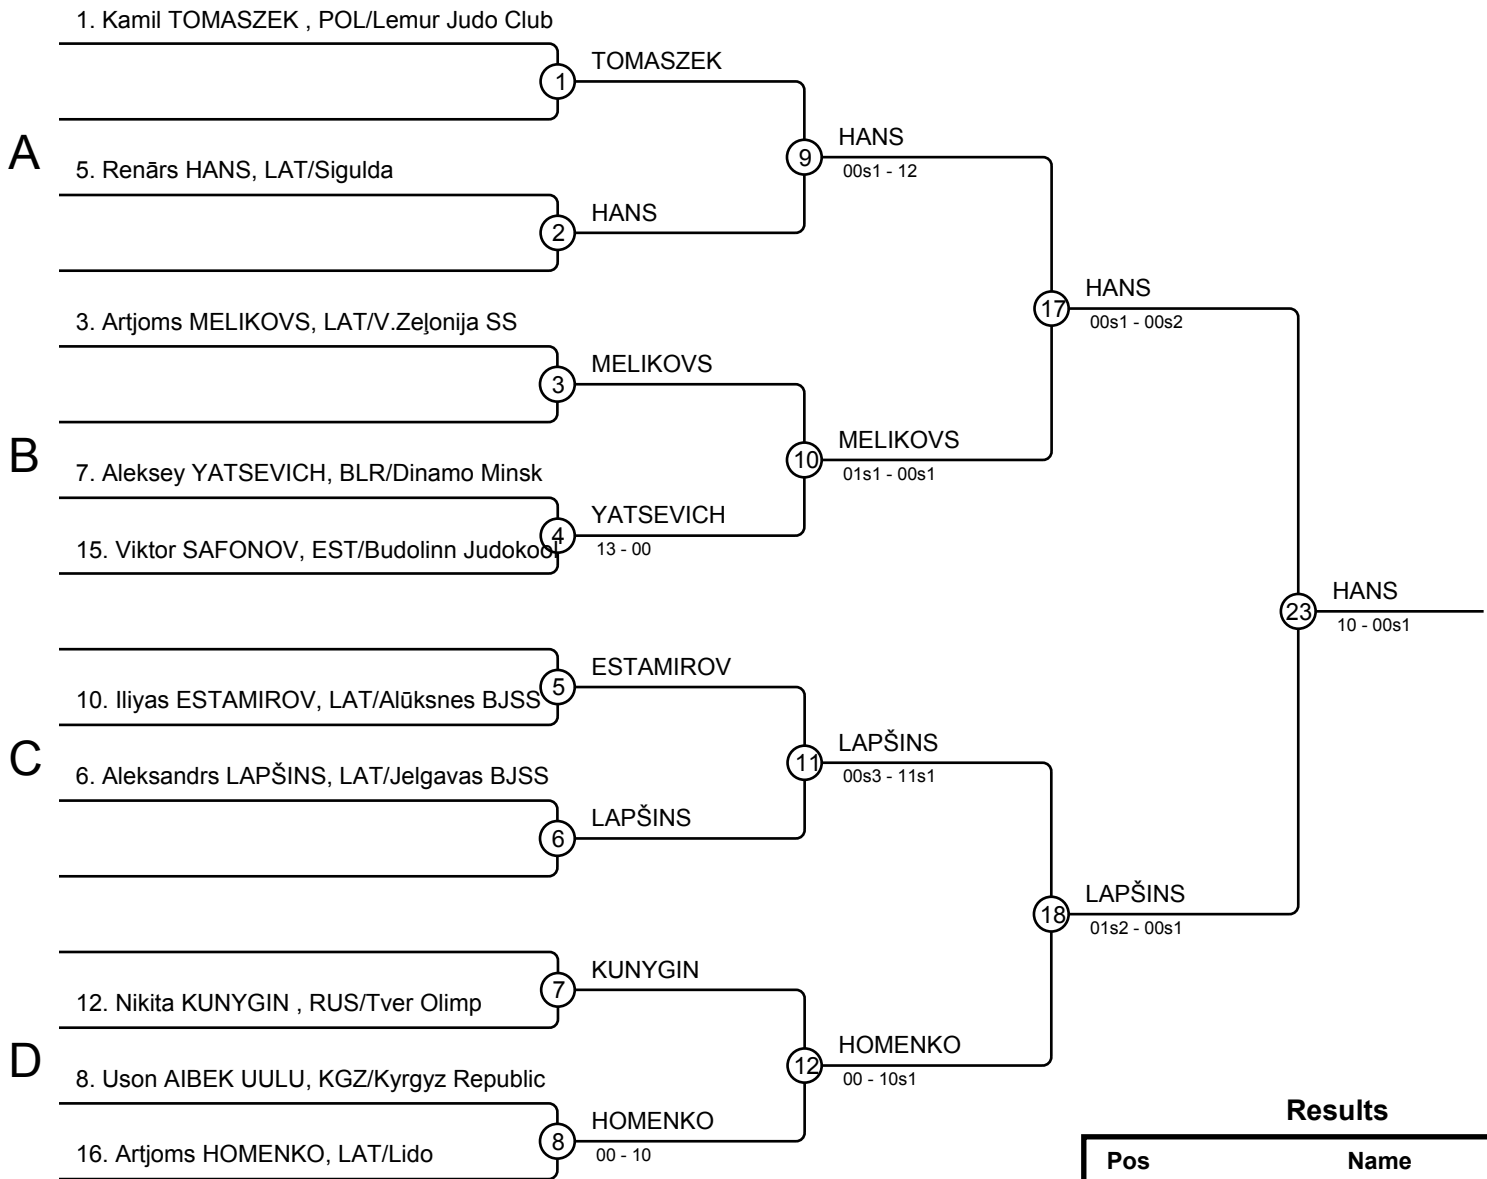 1. Kamil TOMASZEK , POL/Lemur Judo Club
1
TOMASZEK
A
5. Renārs HANS, LAT/Sigulda
2
HANS
9
HANS
00s1 - 12
3. Artjoms MELIKOVS, LAT/V.Zeļonija SS
3
MELIKOVS
B
7. Aleksey YATSEVICH, BLR/Dinamo Minsk
15. Viktor SAFONOV, EST/Budolinn Judokool
4
YATSEVICH
13 - 00
10
MELIKOVS
01s1 - 00s1
17
HANS
00s1 - 00s2
10. Iliyas ESTAMIROV, LAT/Alūksnes BJSS
5
ESTAMIROV
C
6. Aleksandrs LAPŠINS, LAT/Jelgavas BJSS
6
LAPŠINS
11
LAPŠINS
00s3 - 11s1
12. Nikita KUNYGIN , RUS/Tver Olimp
7
KUNYGIN
D
8. Uson AIBEK UULU, KGZ/Kyrgyz Republic
16. Artjoms HOMENKO, LAT/Lido
8
HOMENKO
00 - 10
12
HOMENKO
00 - 10s1
18
LAPŠINS
01s2 - 00s1
23
HANS
10 - 00s1
Results
Pos Name